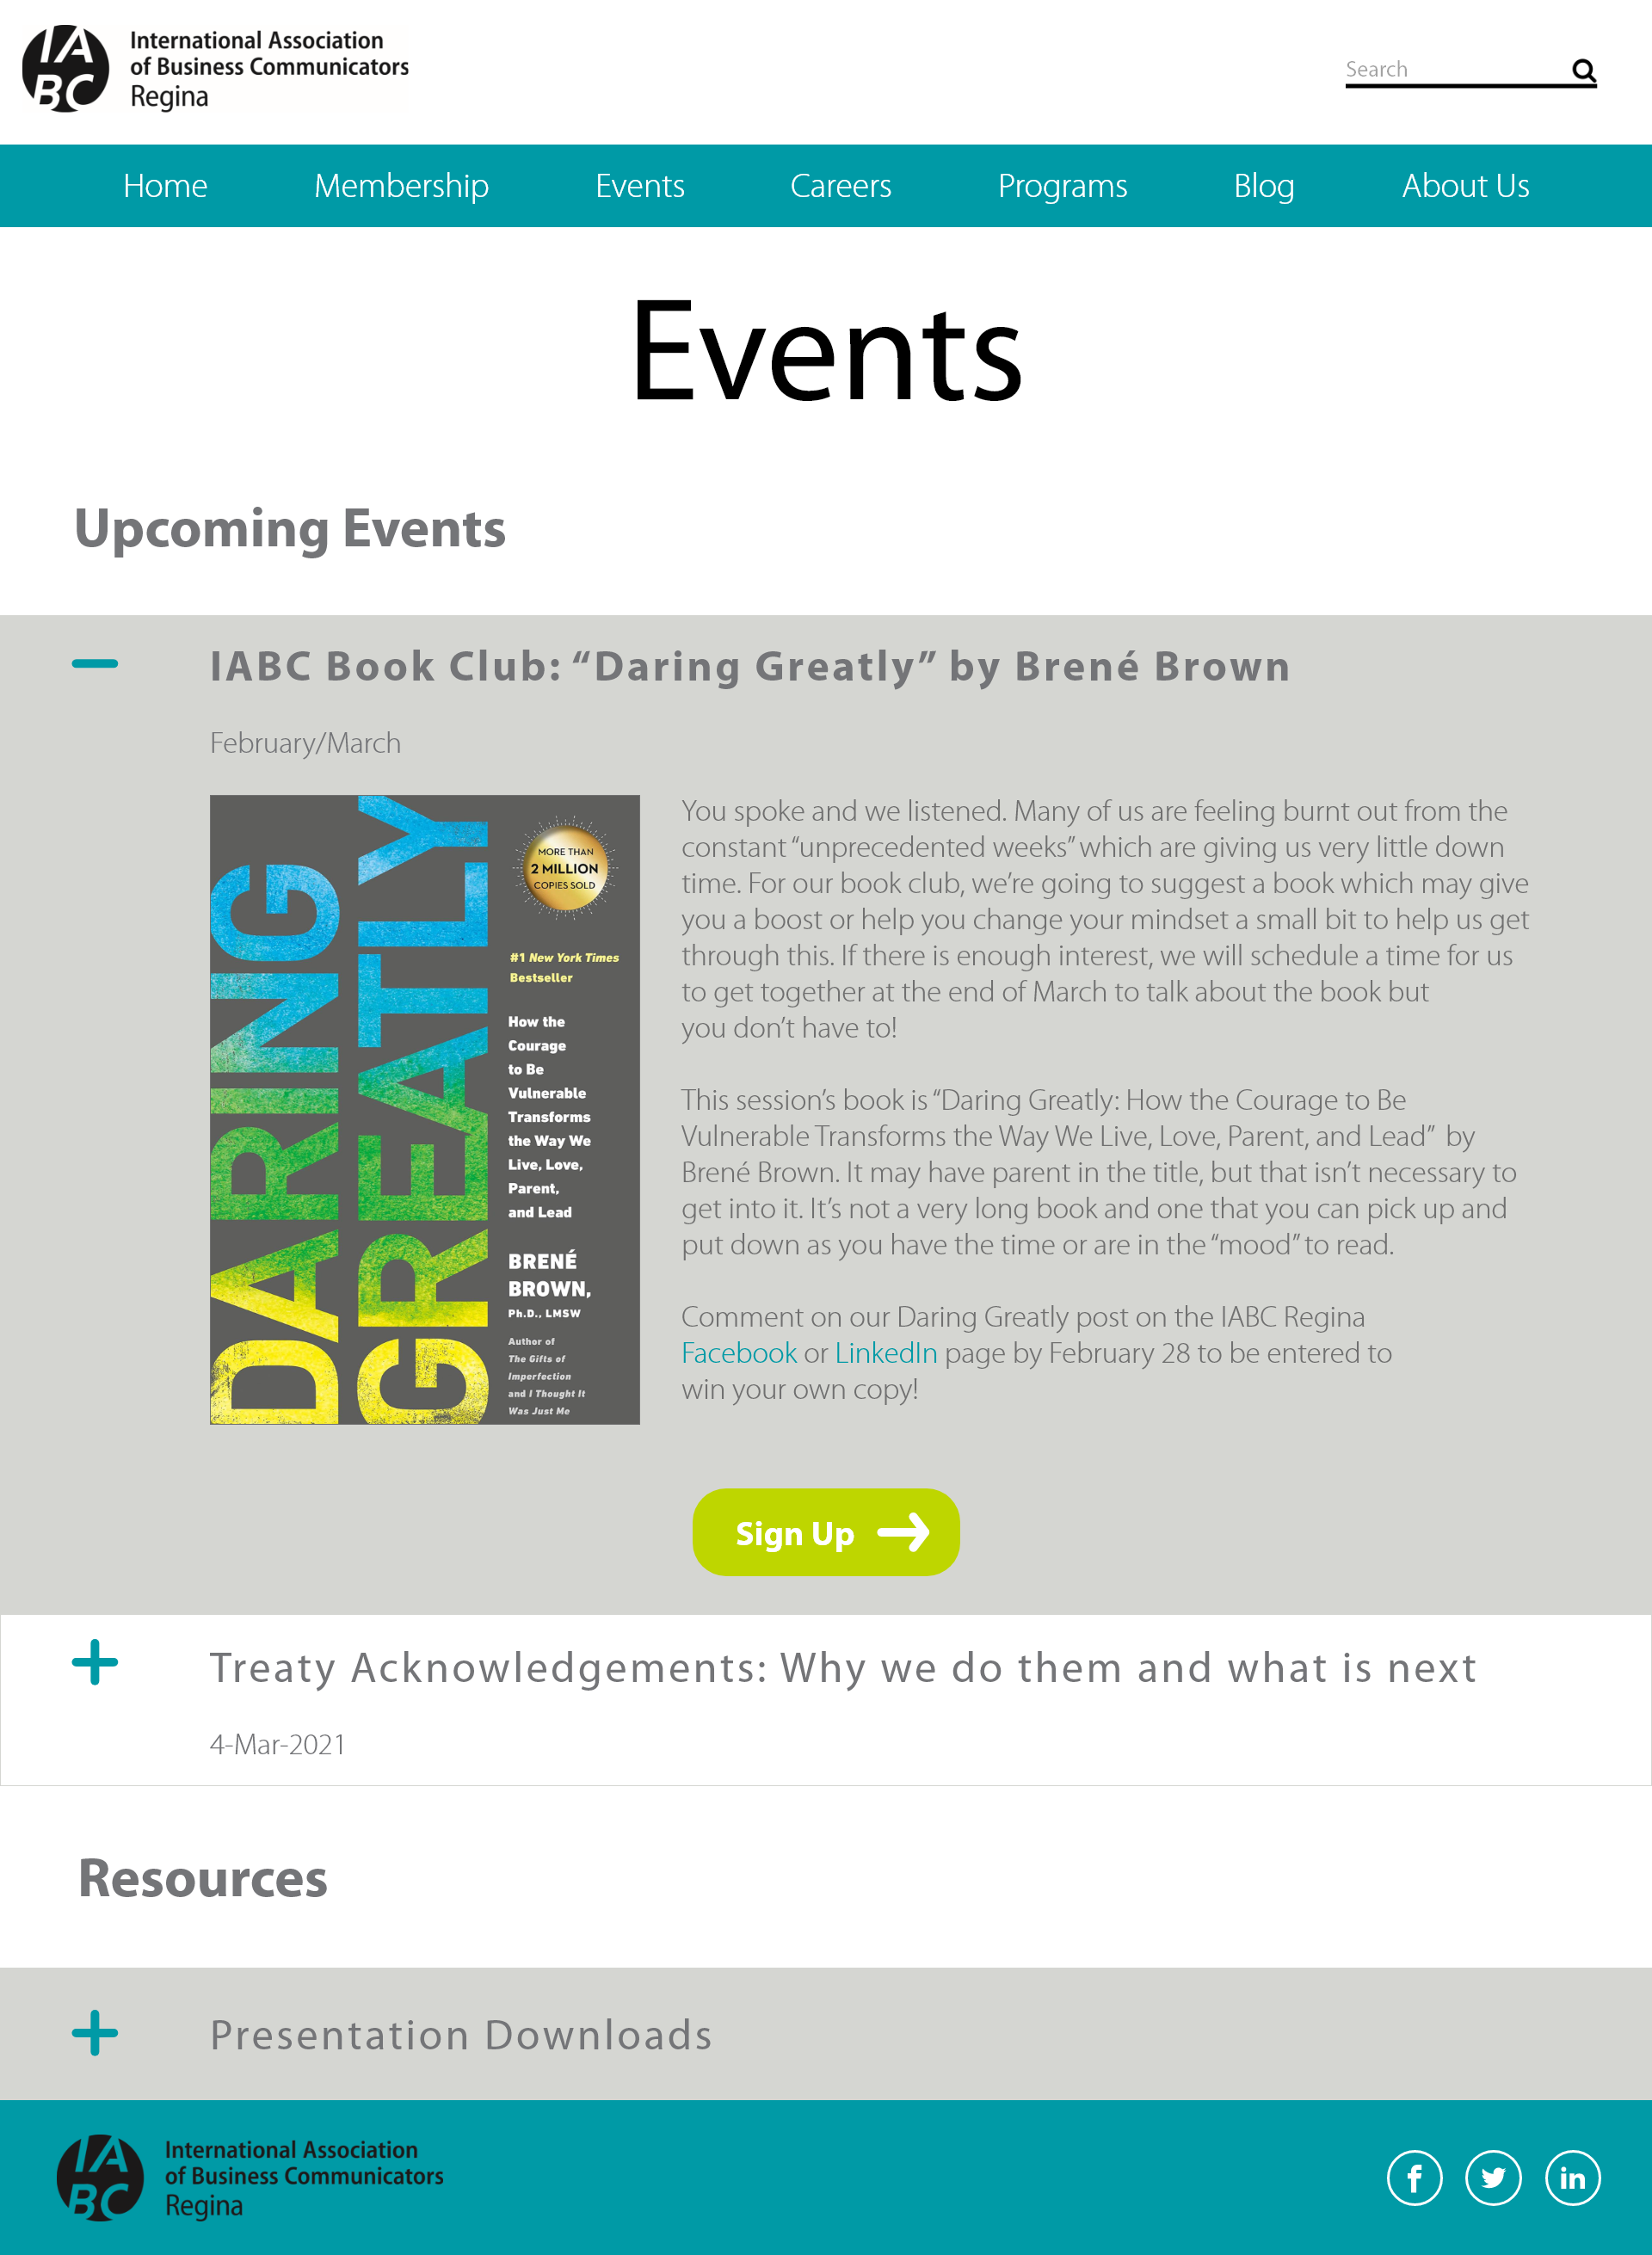 IA
BC
International Association
of Business Communicators
Regina
Search
Home Membership Events Careers Programs Blog About Us
Events
Upcoming Events
IABC Book Club: “Daring Greatly” by Brené Brown
February/March
DARING
GREATLY
MORE THAN
2 MILLION
COPIES SOLD
#1 New York Times
Bestseller
How the
Courage
to Be
Vulnerable
Transforms
the Way We
Live, Love,
Parent,
and Lead
BRENÉ
BROWN,
Ph.D., LMSW
Author of
The Gifts of
Imperfection
and I Thought It
Was Just Me
You spoke and we listened. Many of us are feeling burnt out from the
constant “unprecedented weeks” which are giving us very little down
time. For our book club, we’re going to suggest a book which may give
you a boost or help you change your mindset a small bit to help us get
through this. If there is enough interest, we will schedule a time for us
to get together at the end of March to talk about the book but
you don’t have to!
This session’s book is “Daring Greatly: How the Courage to Be
Vulnerable Transforms the Way We Live, Love, Parent, and Lead” by
Brené Brown. It may have parent in the title, but that isn’t necessary to
get into it. It’s not a very long book and one that you can pick up and
put down as you have the time or are in the “mood” to read.
Comment on our Daring Greatly post on the IABC Regina
Facebook or LinkedIn page by February 28 to be entered to
win your own copy!
Sign Up
Treaty Acknowledgements: Why we do them and what is next
4-Mar-2021
Resources
Presentation Downloads
IA
BC
International Association
of Business Communicators
Regina
f
in